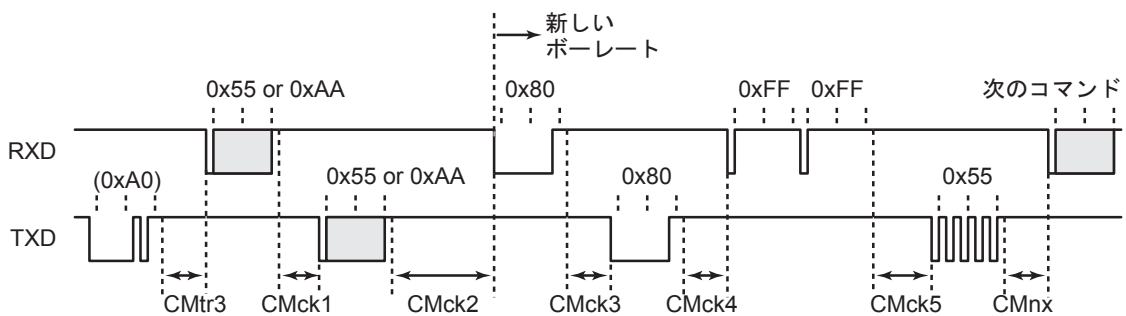 新しい
ボーレート
0x55 or 0xAA
0x80
0xFF
0xFF
次のコマンド
RXD
(0xA0)
0x55 or 0xAA
0x80
0x55
TXD
CMtr3
CMck1
CMck2
CMck3
CMck4
CMck5
CMnx